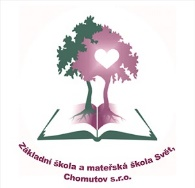 Základní škola a mateřská škola Svět,
Chomutov s.r.o.